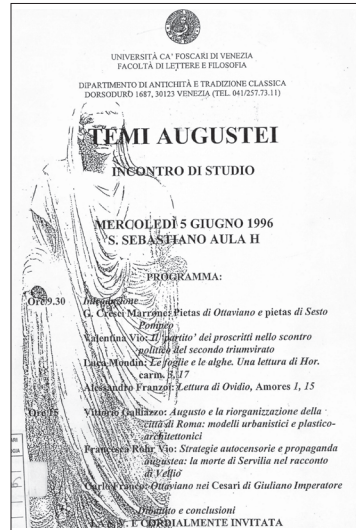 UNIVERSITÀ CA' FOSCARI DI VENEZIA
FACOLTÀ DI LETTERE E FILOSOFIA
DIPARTIMENTO DI ANTICHITÀ E TRADIZIONE CLASSICA
DORSODURO 1687, 30123 VENEZIA (TEL. 041/257.73.11)
TEMI AUGUSTEI
INCONTRO DI STUDIO
MERCOLEDÌ 5 GIUGNO 1996
S. SEBASTIANO AULA H
PROGRAMMA:
Ore 9.30 Introduzione
G. Cresci Marrone: Pietas di Ottaviano e pietas di Sesto
Pompeo
Valentina Vio: Il 'partito' dei proscritti nello scontro
politico del secondo triumvirato
Luca Mondin: Le foglie e le alghe. Una lettura di Hor.
carm. 3, 17
Alessandro Franzoi: Lettura di Ovidio, Amores 1, 15
Ore 15 Vittorio Galliazzo: Augusto e la riorganizzazione della
città di Roma: modelli urbanistici e plastico-
architettonici
Francesca Rohr Vio: Strategie autocensorie e propaganda
augustea: la morte di Servilia nel racconto
di Velleio
Carlo Franco: Ottaviano nei Cesari di Giuliano Imperatore
Dibattito e conclusioni
LA S. V. È CORDIALMENTE INVITATA